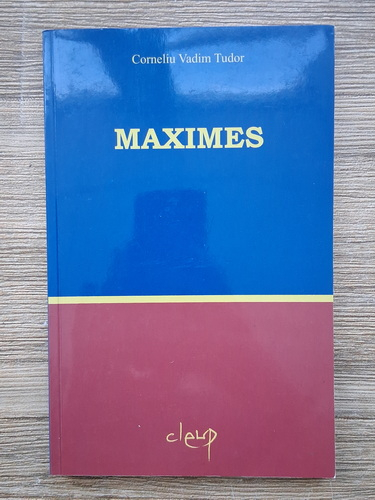 Corneliu Vadim Tudor
MAXIMES
cleup